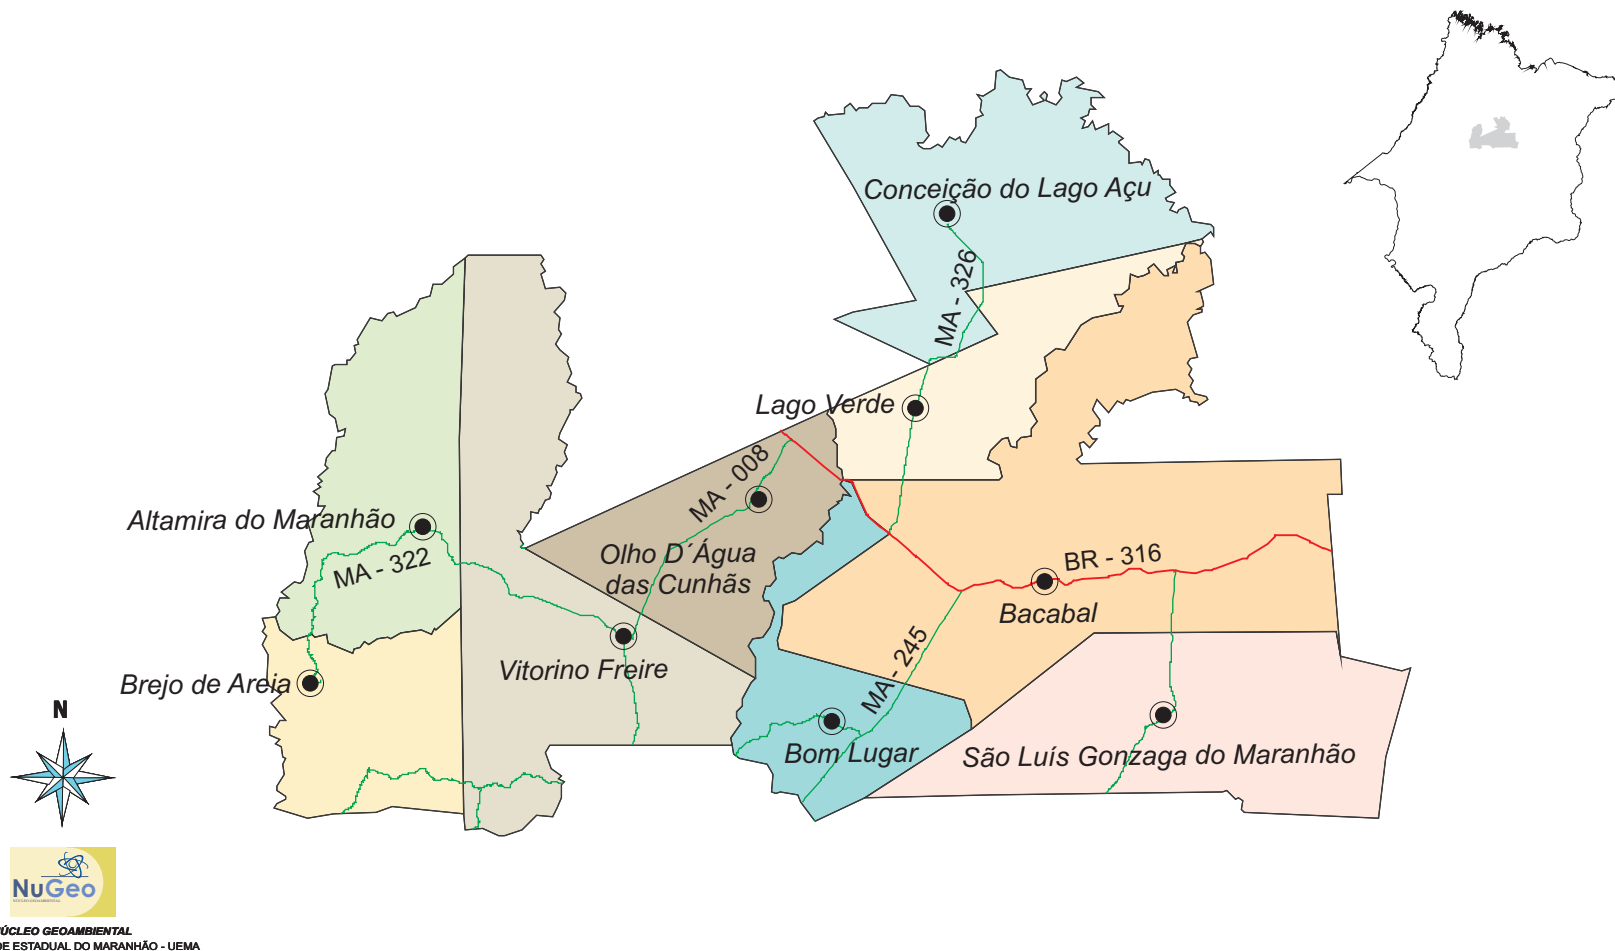 Conceição do Lago Açu
MA - 326
Lago Verde
MA - 008
Altamira do Maranhão
MA - 322
Olho D´Água
das Cunhãs
BR - 316
Bacabal
MA - 245
Vitorino Freire
Brejo de Areia
N
Bom Lugar
São Luís Gonzaga do Maranhão
NuGeo
NÚCLEO GEOAMBIENTAL
DE ESTADUAL DO MARANHÃO - UEMA